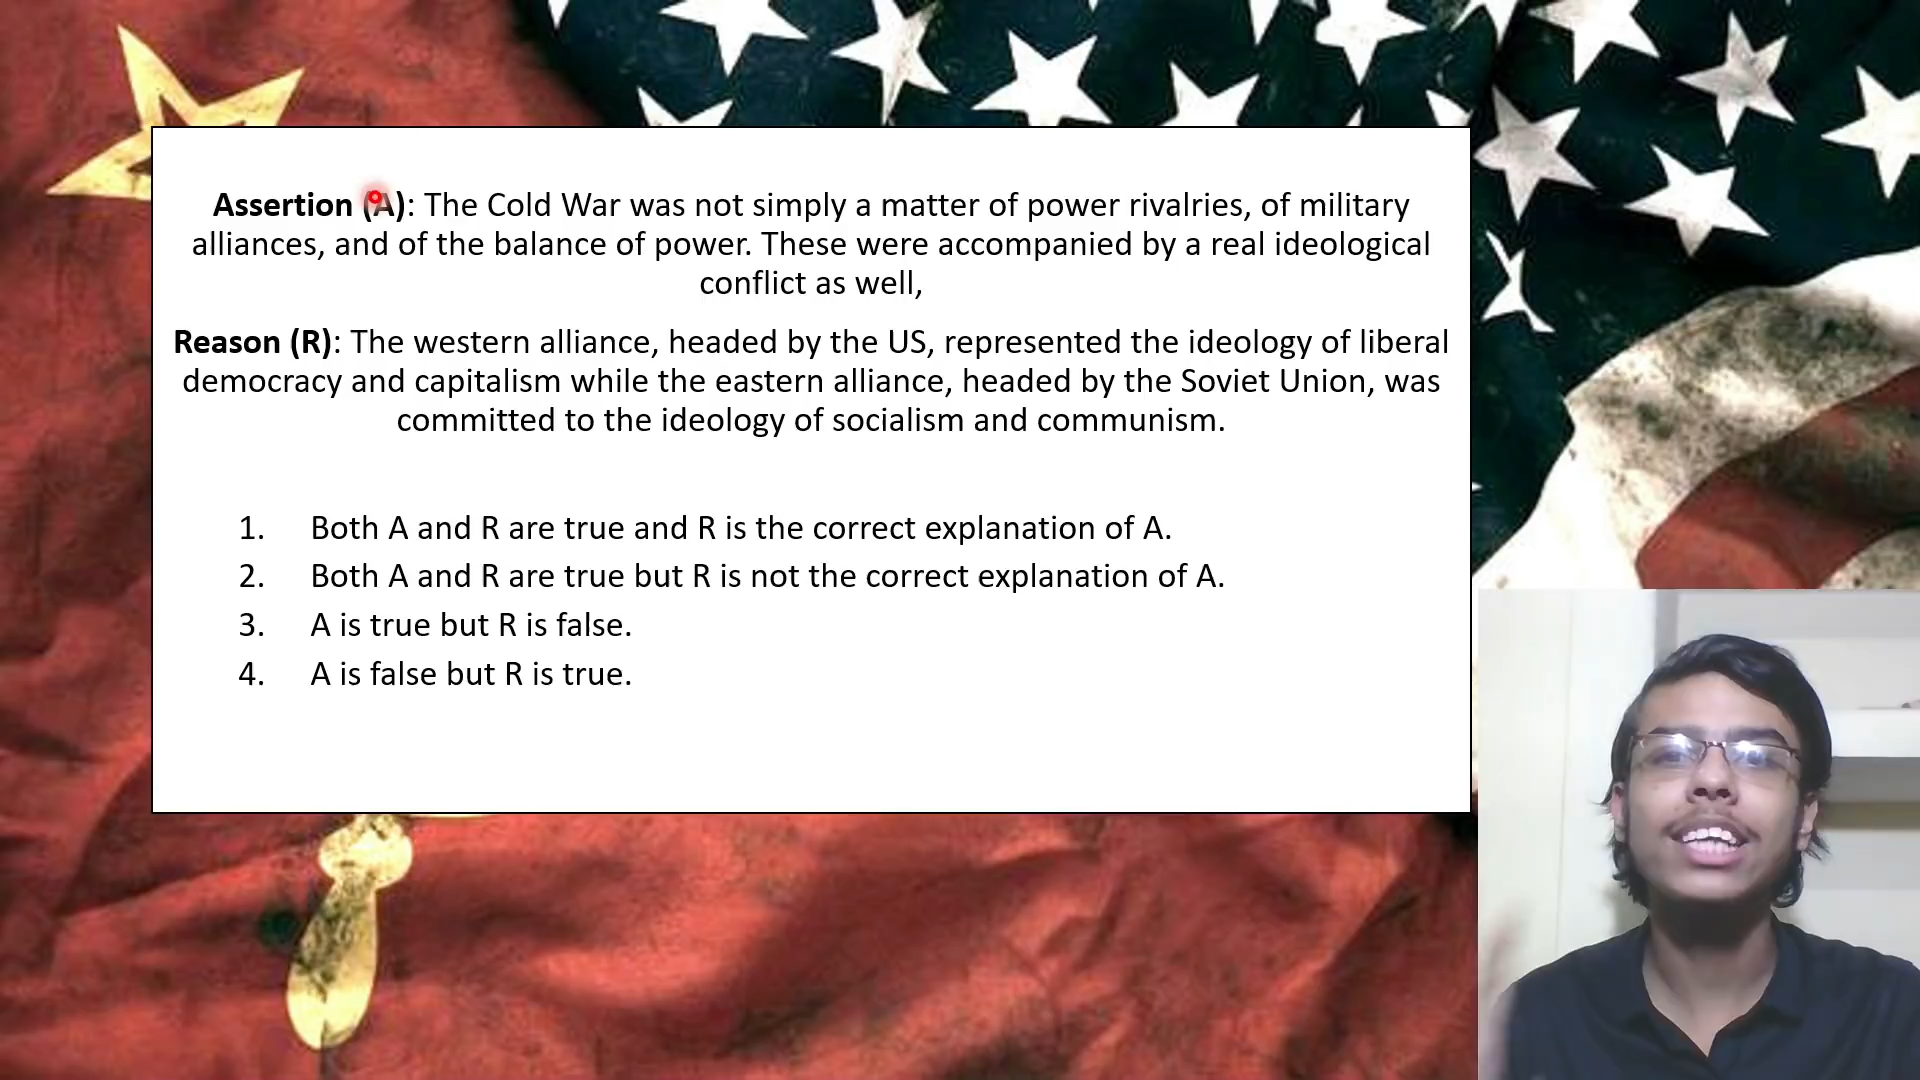 Assertion (A): The Cold War was not simply a matter of power rivalries, of military
alliances, and of the balance of power. These were accompanied by a real ideological
conflict as well,
Reason (R): The western alliance, headed by the US, represented the ideology of liberal
democracy and capitalism while the eastern alliance, headed by the Soviet Union, was
committed to the ideology of socialism and communism.
1. Both A and R are true and R is the correct explanation of A.
2. Both A and R are true but R is not the correct explanation of A.
3. A is true but R is false.
4. A is false but R is true.